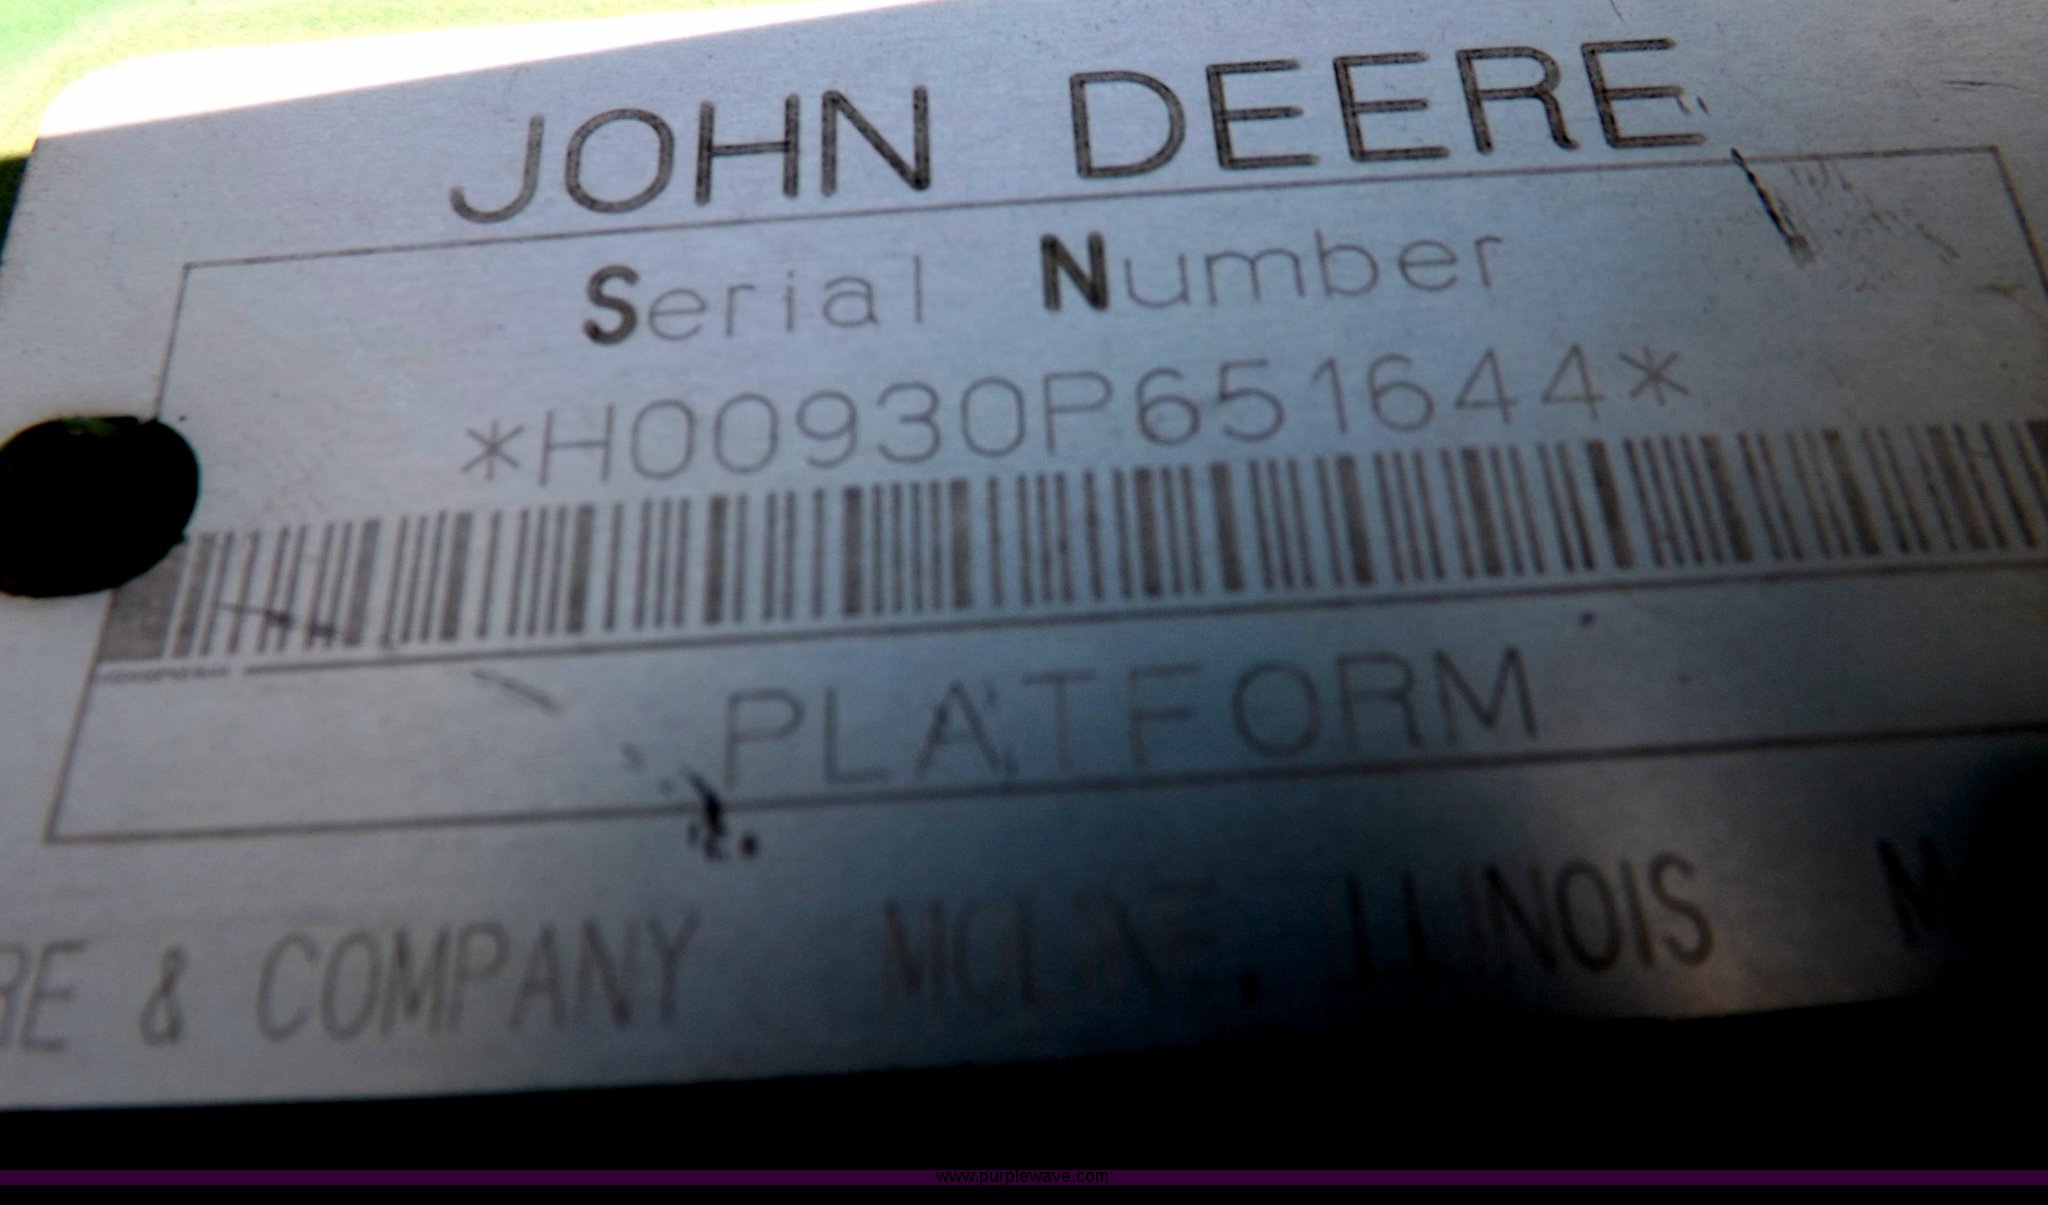 JOHN DEERE
Serial Number
*H00930P651644*
PLATFORM
RE & COMPANY MOLINE, ILLINOIS M
www.purplewave.com